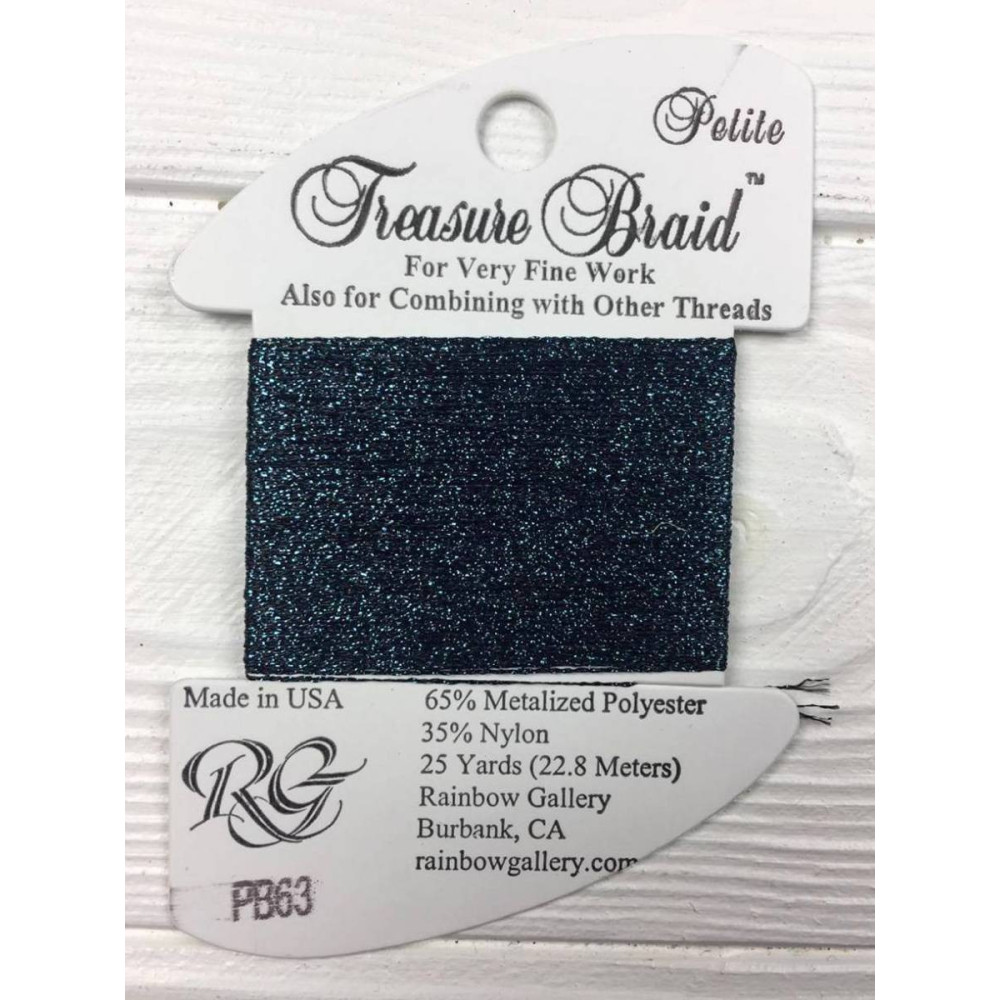 Petite
Treasure Braid™
For Very Fine Work
Also for Combining with Other Threads
Made in USA
RG
PB63
65% Metalized Polyester
35% Nylon
25 Yards (22.8 Meters)
Rainbow Gallery
Burbank, CA
rainbowgallery.com